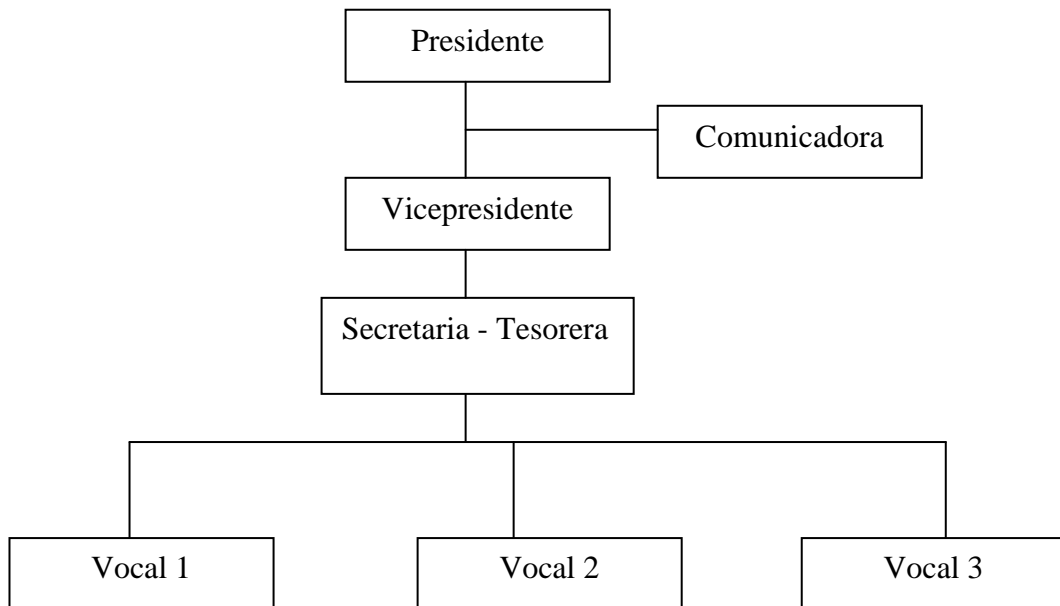 Presidente
Comunicadora
Vicepresidente
Secretaria - Tesorera
Vocal 1
Vocal 2
Vocal 3